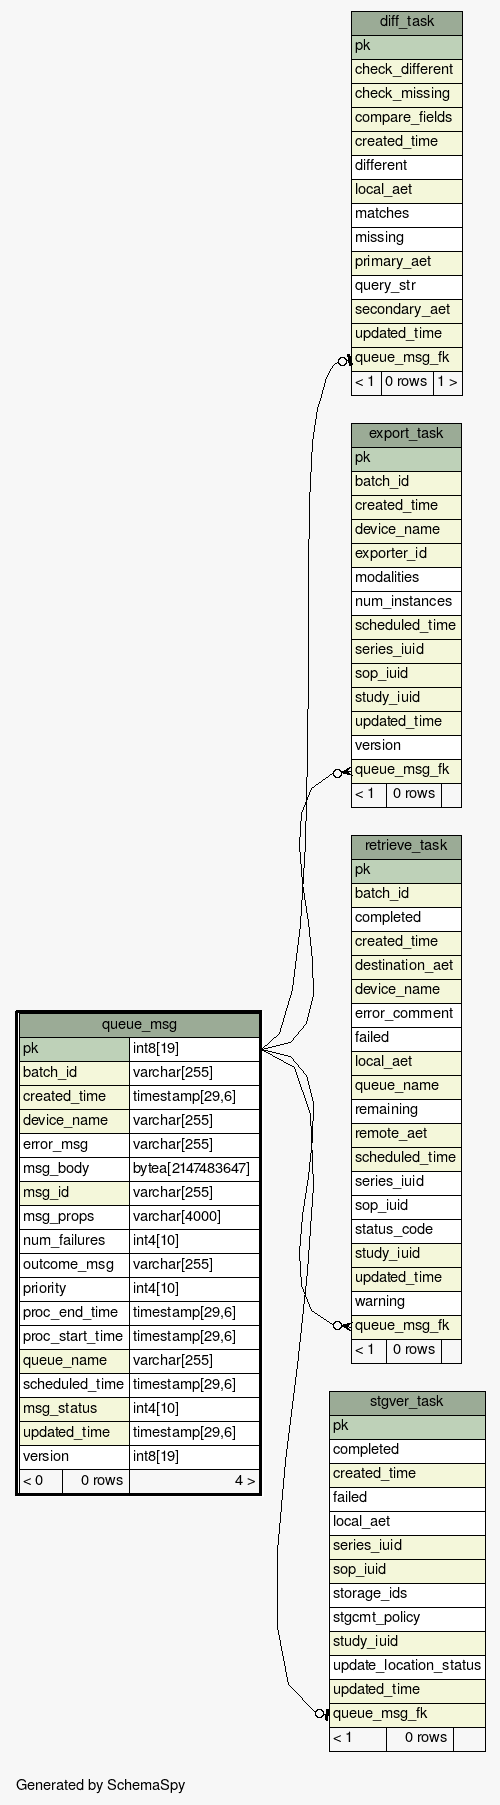 diff_task
pk
check_different
check_missing
compare_fields
created_time
different
local_aet
matches
missing
primary_aet
query_str
secondary_aet
updated_time
queue_msg_fk
< 1 0 rows 1 >
export_task
pk
batch_id
created_time
device_name
exporter_id
modalities
num_instances
scheduled_time
series_iuid
sop_iuid
study_iuid
updated_time
version
queue_msg_fk
< 1 0 rows
retrieve_task
pk
batch_id
completed
created_time
destination_aet
device_name
error_comment
failed
local_aet
queue_name
remaining
remote_aet
scheduled_time
series_iuid
sop_iuid
status_code
study_iuid
updated_time
warning
queue_msg_fk
< 1 0 rows
queue_msg
pk int8[19]
batch_id varchar[255]
created_time timestamp[29,6]
device_name varchar[255]
error_msg varchar[255]
msg_body bytea[2147483647]
msg_id varchar[255]
msg_props varchar[4000]
num_failures int4[10]
outcome_msg varchar[255]
priority int4[10]
proc_end_time timestamp[29,6]
proc_start_time timestamp[29,6]
queue_name varchar[255]
scheduled_time timestamp[29,6]
msg_status int4[10]
updated_time timestamp[29,6]
version int8[19]
< 0 0 rows 4 >
stgver_task
pk
completed
created_time
failed
local_aet
series_iuid
sop_iuid
storage_ids
stgcmt_policy
study_iuid
update_location_status
updated_time
queue_msg_fk
< 1 0 rows
Generated by SchemaSpy